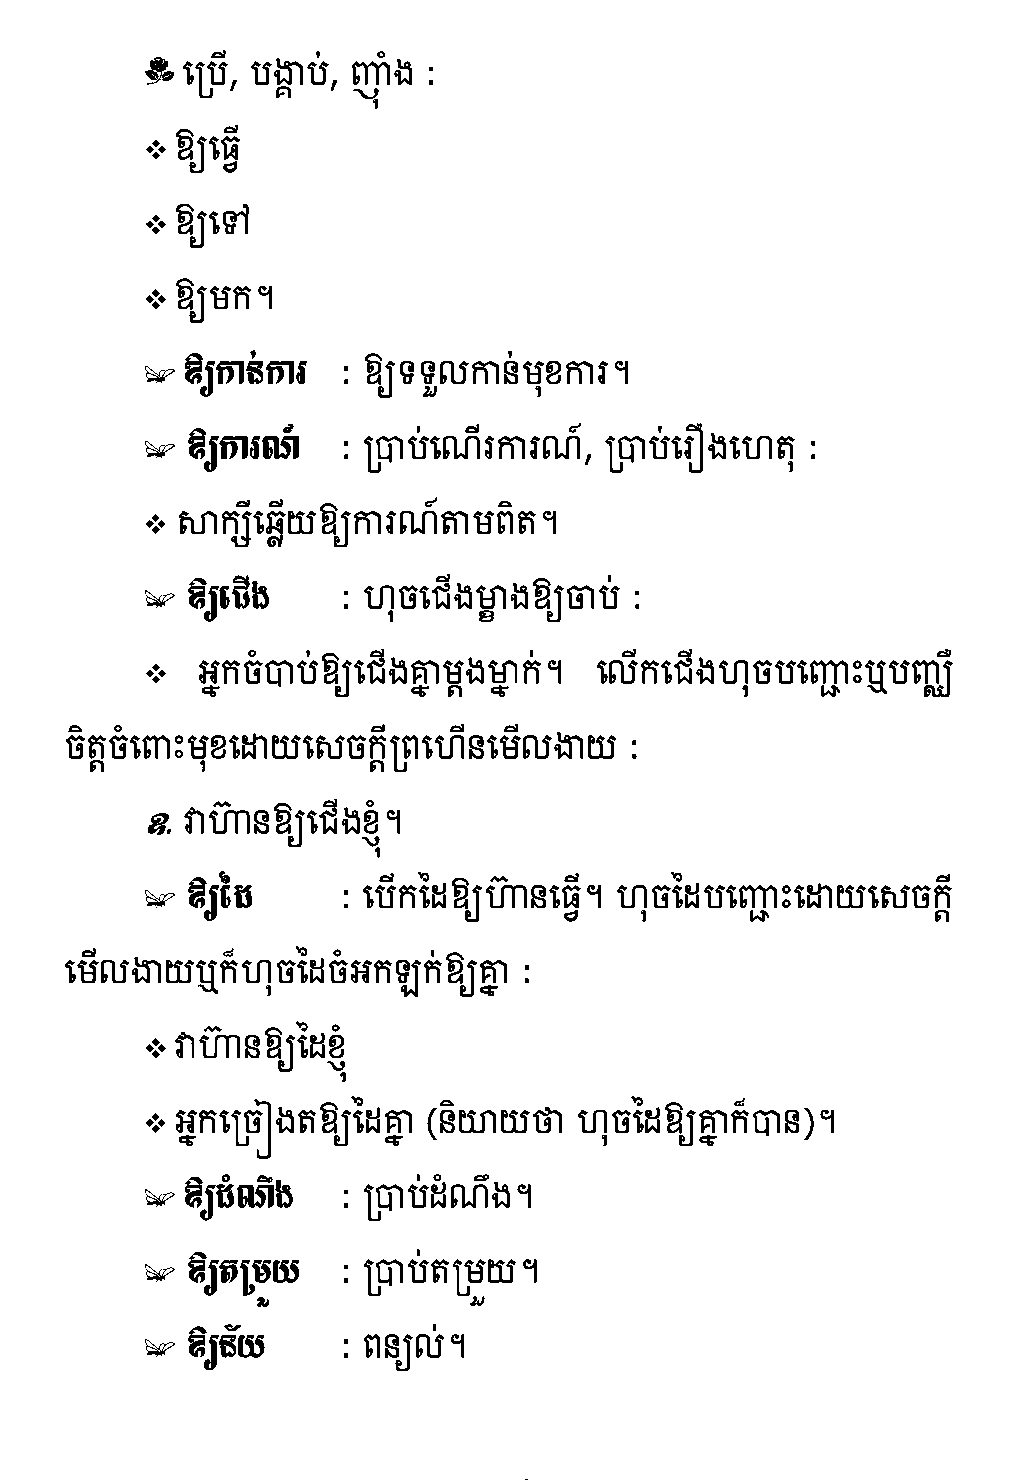 ប្រើ, បង្គាប់, ញ៉ាំង :
❖ ឱ្យធ្វើ
❖ ឱ្យទៅ
❖ ឱ្យមក។
ឱ្យកាន់ការ : ឱ្យទទួលកាន់មុខការ។
ឱ្យការណ៍ : ប្រាប់ដើរការណ៍, ប្រាប់រឿងហេតុ :
❖ សាក្សីឆ្លើយឱ្យការណ៍តាមពិត។
ឱ្យជើង : ហុចជើងម្ខាងឱ្យចាប់ :
❖ អ្នកចំបាប់ឱ្យជើងគ្នាម្តងម្នាក់។ លើកជើងហុចបញ្ជោះឬបញ្ឈឺ
ចិត្តចំពោះមុខដោយសេចក្តីព្រហើនមើលងាយ :
ឧ. វាហ៊ានឱ្យជើងខ្ញុំ។
ឱ្យដៃ : បើកដៃឱ្យហ៊ានធ្វើ។ ហុចដៃបញ្ជោះដោយសេចក្តី
មើលងាយឬក៏ហុចដៃចំអកឡកឱ្យគ្នា :
❖ វាហ៊ានឱ្យដៃខ្ញុំ
❖ អ្នកច្រៀងតឱ្យដៃគ្នា (និយាយថា ហុចដៃឱ្យគ្នាក៏បាន)។
ឱ្យដំណឹង : ប្រាប់ដំណឹង។
ឱ្យតម្រួយ : ប្រាប់តម្រួយ។
ឱ្យន័យ : ពន្យល់។